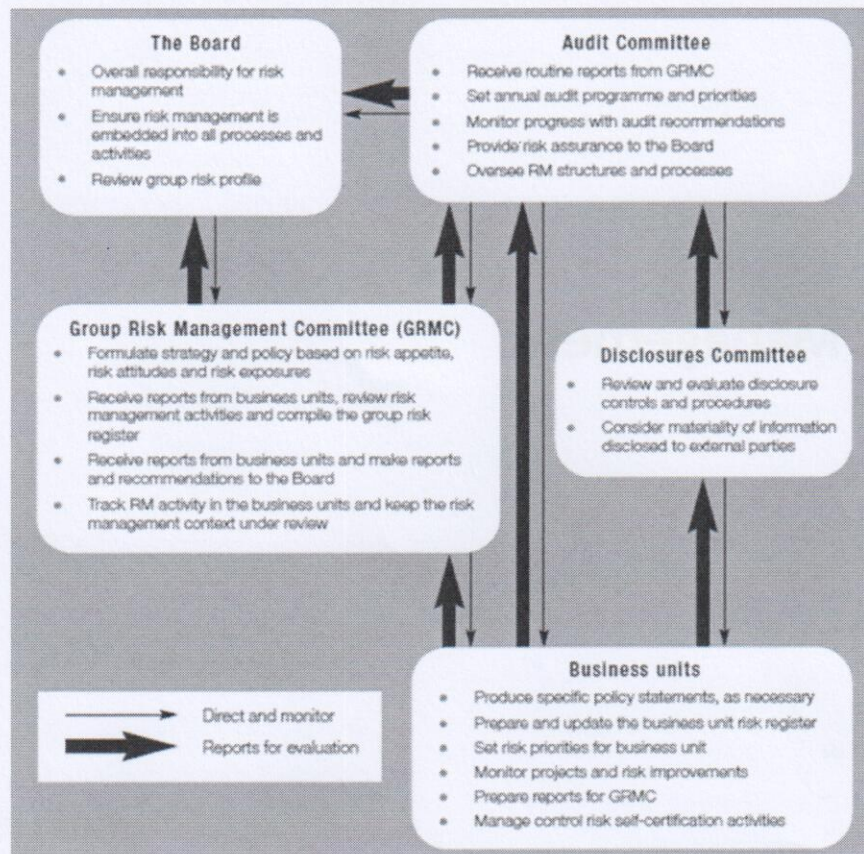 The Board
• Overall responsibility for risk
management
• Ensure risk management is
embedded into all processes and
activities
• Review group risk profile
Audit Committee
• Receive routine reports from GRMC
• Set annual audit programme and priorities
• Monitor progress with audit recommendations
• Provide risk assurance to the Board
• Oversee RM structures and processes
Group Risk Management Committee (GRMC)
• Formulate strategy and policy based on risk appetite,
risk attitudes and risk exposures
• Receive reports from business units, review risk
management activities and compile the group risk
register
• Receive reports from business units and make reports
and recommendations to the Board
• Track RM activity in the business units and keep the risk
management context under review
Disclosures Committee
• Review and evaluate disclosure
controls and procedures
• Consider materiality of information
disclosed to external parties
Business units
• Produce specific policy statements, as necessary
• Prepare and update the business unit risk register
• Set risk priorities for business unit
• Monitor projects and risk improvements
• Prepare reports for GRMC
• Manage control risk self-certification activities
Direct and monitor
Reports for evaluation